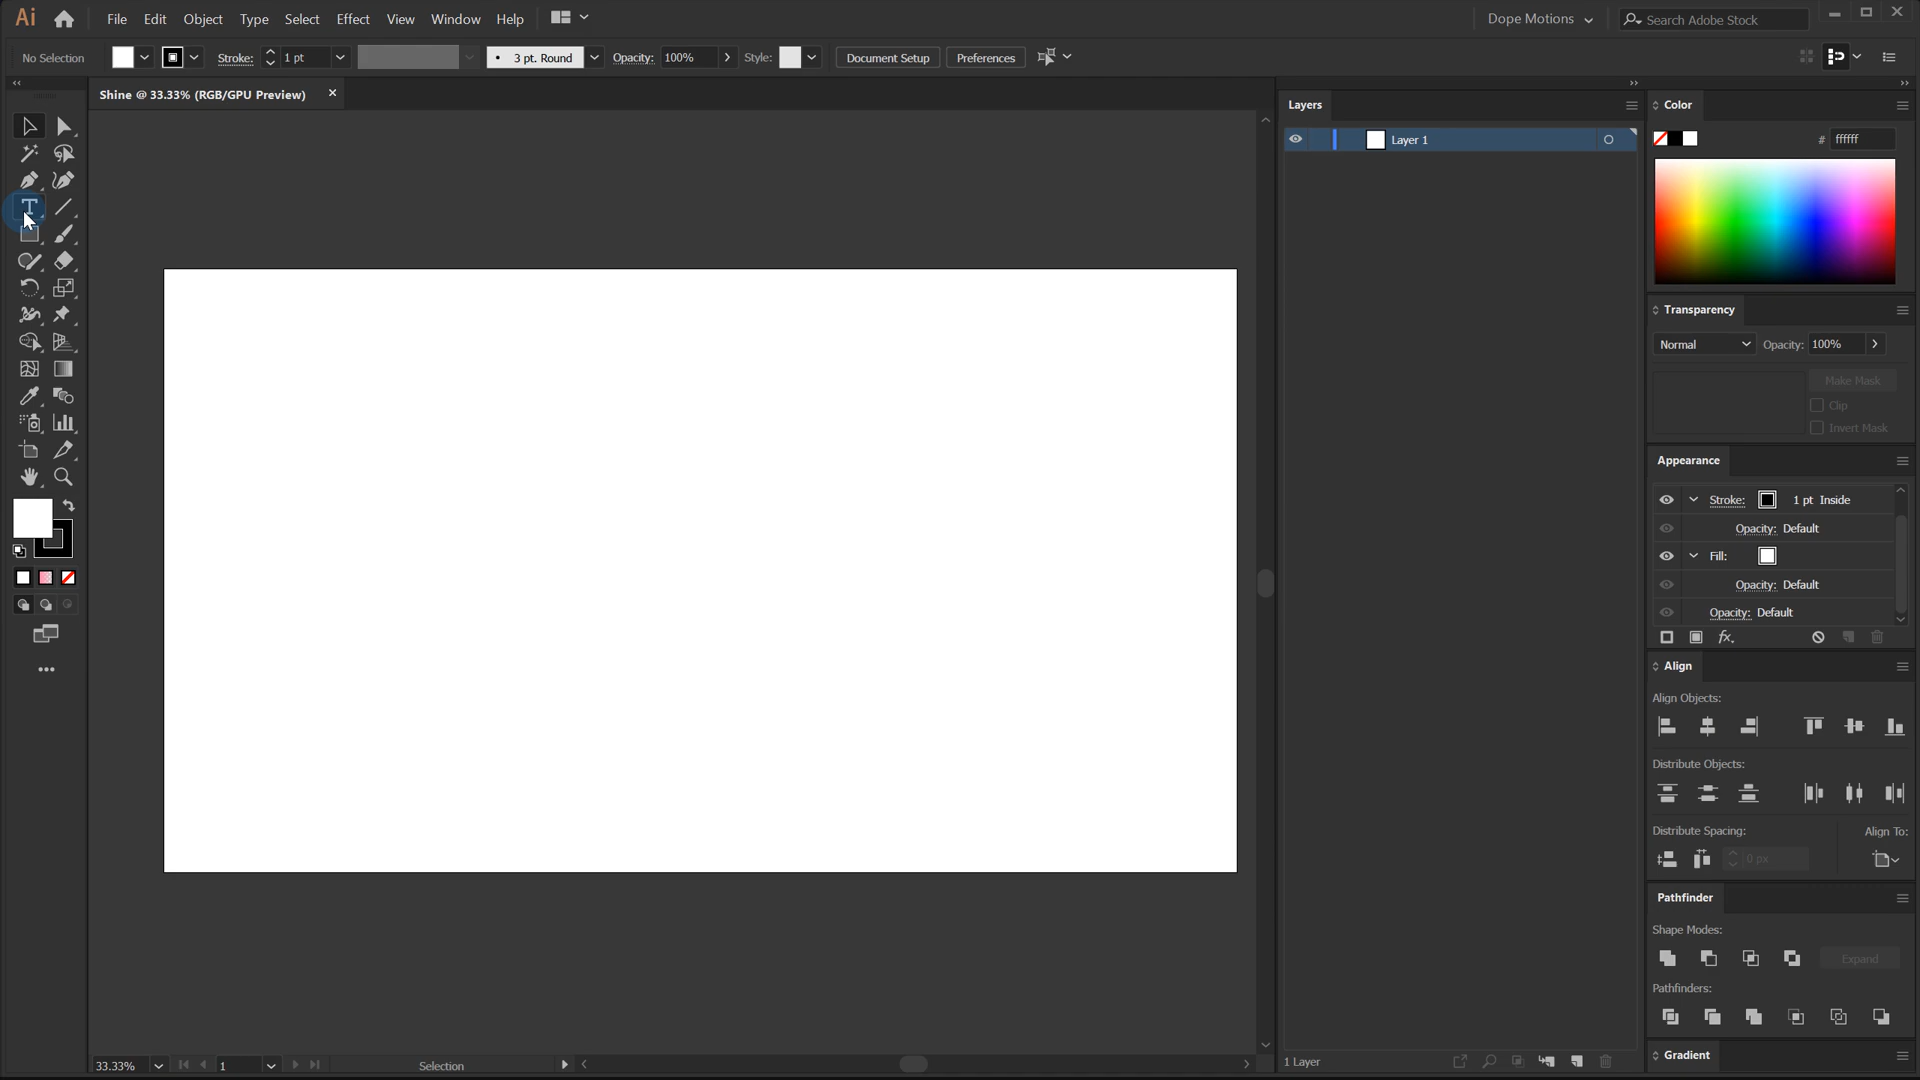 Ai File Edit Object Type Select Effect View Window Help Dope Motions Search Adobe Stock
No Selection Stroke: 1 pt 3 pt. Round Opacity: 100% Style: Document Setup Preferences
Shine @ 33.33% (RGB/GPU Preview)
Layers
Layer 1
Color
# ffffff
Transparency
Normal Opacity: 100%
Make Mask
Clip
Invert Mask
Appearance
Stroke: 1 pt Inside
Opacity: Default
Fill:
Opacity: Default
Opacity: Default
fx.
Align
Align Objects:
Distribute Objects:
Distribute Spacing: Align To:
0 px
Pathfinder
Shape Modes:
Expand
Pathfinders:
Gradient
33.33% 1 Selection
1 Layer